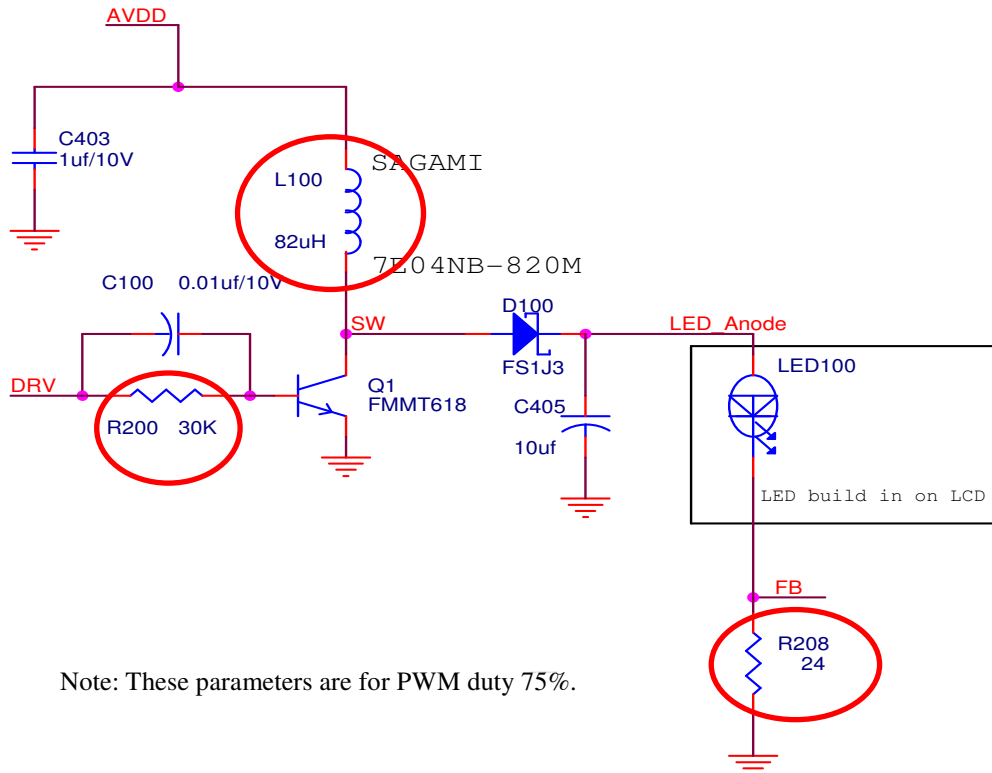 AVDD
C403
1uf/10V
SAGAMI
L100
82uH
7E04NB-820M
C100 0.01uf/10V
SW
D100
LED_Anode
FS1J3
LED100
DRV
Q1
FMMT618
R200 30K
C405
10uf
LED build in on LCD
FB
R208
24
Note: These parameters are for PWM duty 75%.